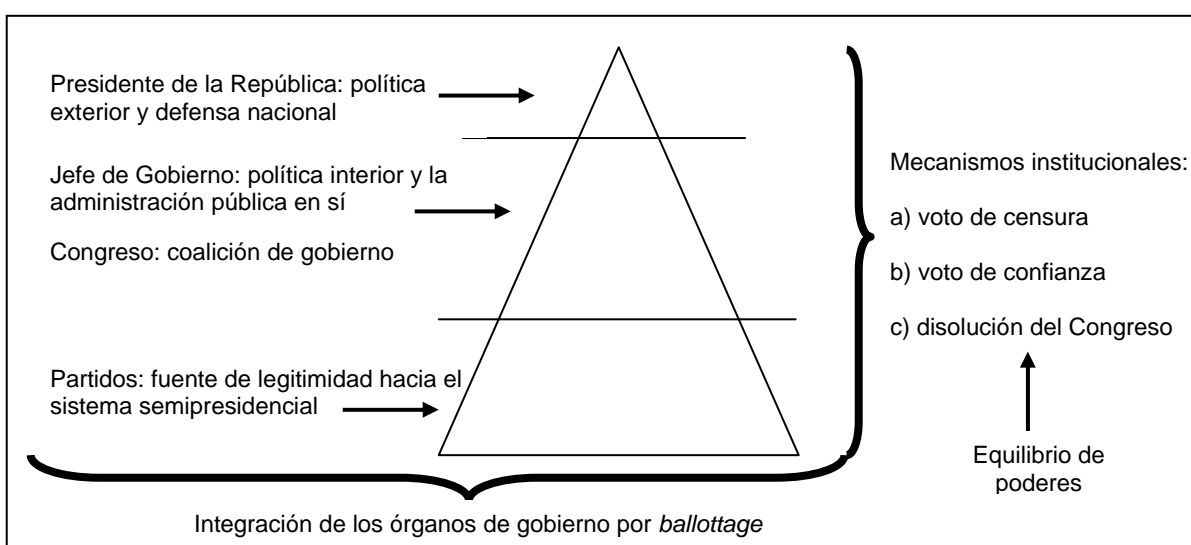 Presidente de la República: política
exterior y defensa nacional
Jefe de Gobierno: política interior y la
administración pública en sí
Congreso: coalición de gobierno
Partidos: fuente de legitimidad hacia el
sistema semipresidencial
Mecanismos institucionales:
a) voto de censura
b) voto de confianza
c) disolución del Congreso
Equilibrio de
poderes
Integración de los órganos de gobierno por ballottage